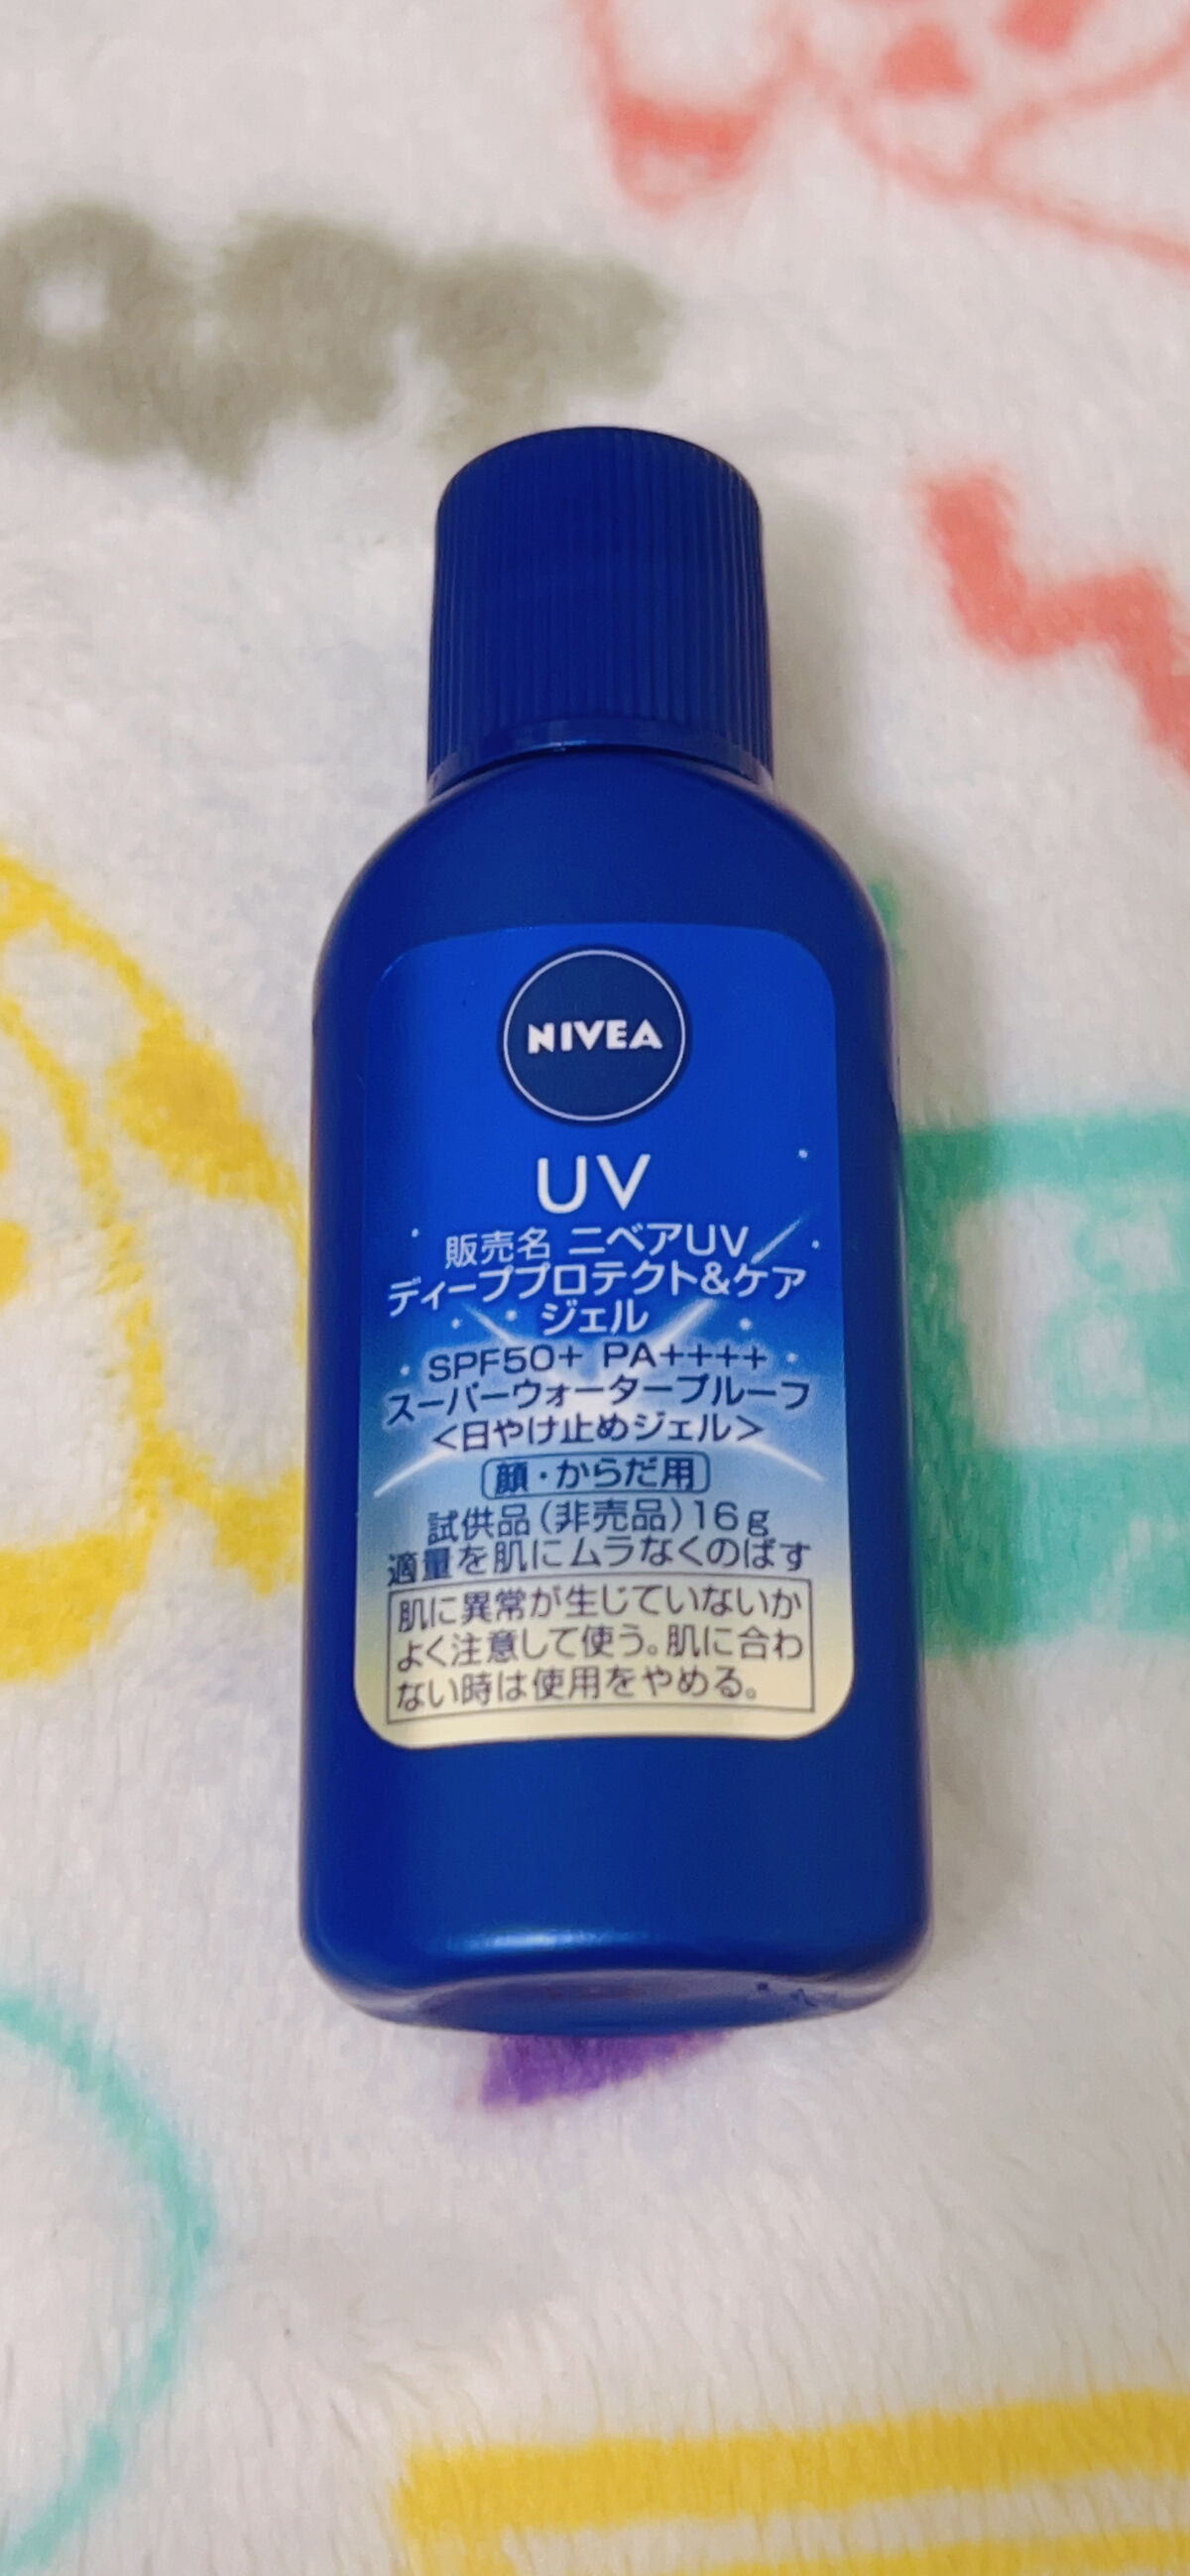 NIVEA
UV
販売名 ニベアUV
ディーププロテクト&ケア
ジェル
SPF50+ PA++++
スーパーウォータープルーフ
<日やけ止めジェル>
顔・からだ用
試供品(非売品)16g
適量を肌にムラなくのばす
肌に異常が生じていないか
よく注意して使う。肌に合わ
ない時は使用をやめる。